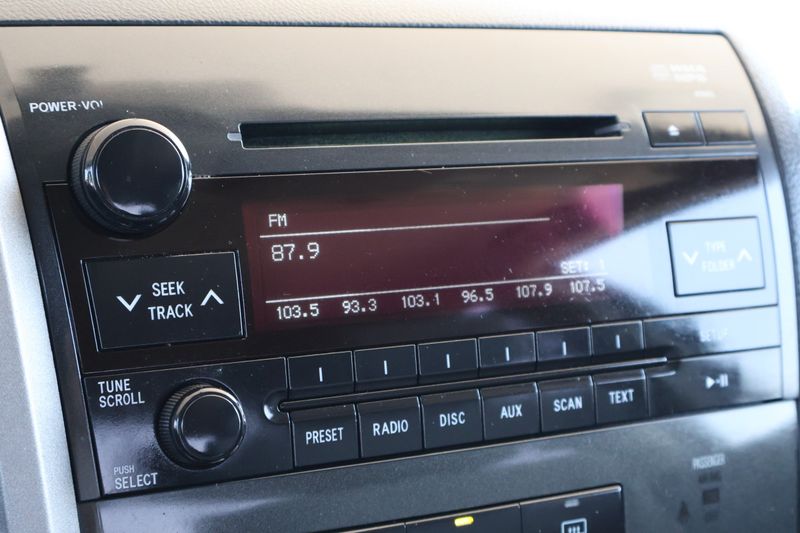 POWER·VOL
FM
87.9
SET: 1
103.5 93.3 103.1 96.5 107.9 107.5
SEEK
TRACK
TYPE
FOLDER
TUNE
SCROLL
PUSH
SELECT
SETUP
PRESET RADIO DISC AUX SCAN TEXT
PASSENGER